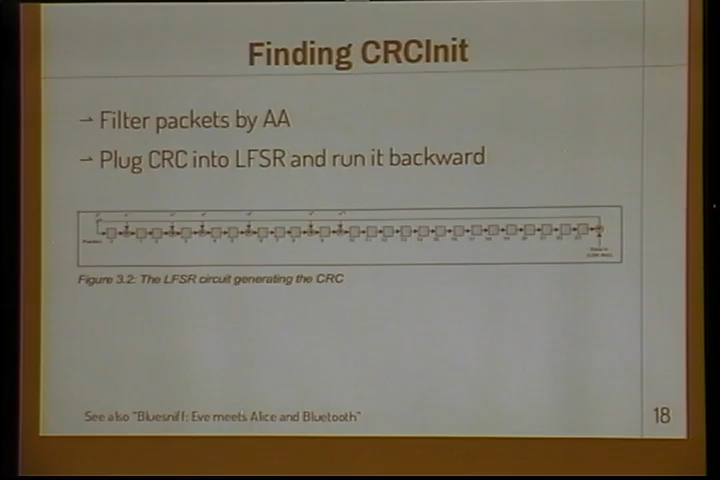 Finding CRCInit
Filter packets by AA
Plug CRC into LFSR and run it backward
Figure 3.2: The LFSR circuit generating the CRC
See also "Bluesniff: Eve meets Alice and Bluetooth"
18